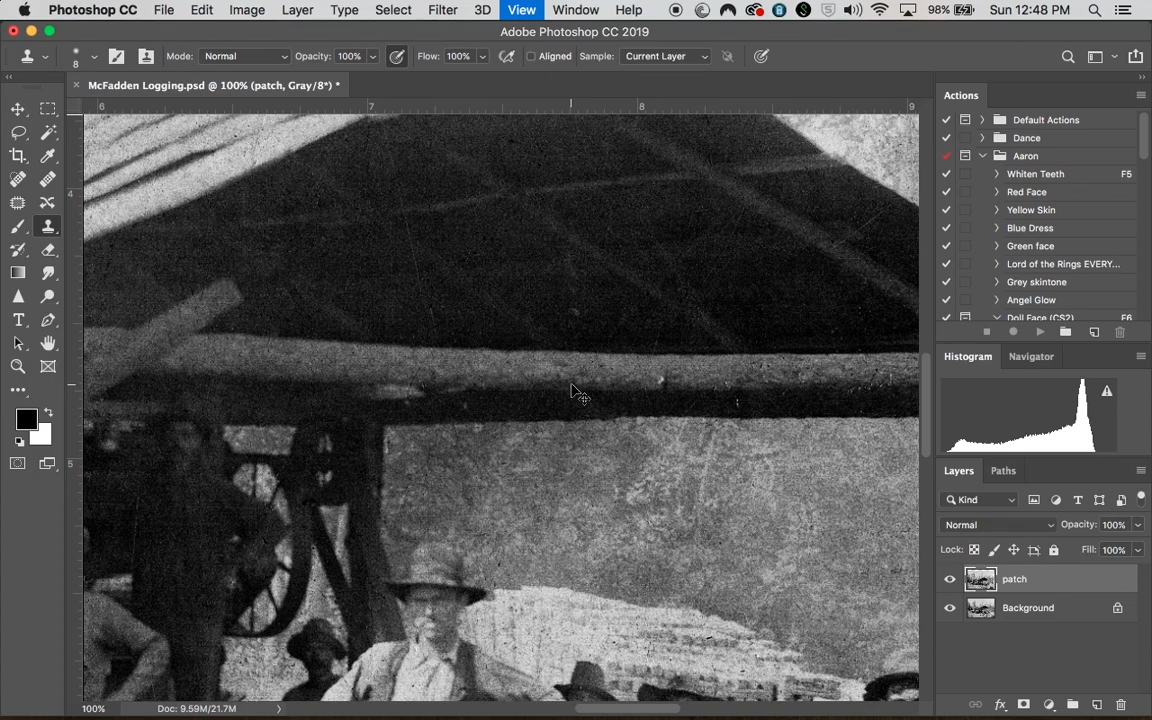 Photoshop CC File Edit Image Layer Type Select Filter 3D View Window Help 98% Sun 12:48 PM
Adobe Photoshop CC 2019
8 Mode: Normal Opacity: 100% Flow: 100% Aligned Sample: Current Layer
McFadden Logging.psd @ 100% (patch, Gray/8*) *
6 7 8 9
4
5
Actions
Default Actions
Dance
Aaron
Whiten Teeth F5
Red Face
Yellow Skin
Blue Dress
Green face
Lord of the Rings EVERY...
Grey skintone
Angel Glow
Doll Face (CS2) F6
Histogram Navigator
Layers Paths
Kind
Normal Opacity: 100%
Lock: Fill: 100%
patch
Background
100% Doc: 9.59M/21.7M